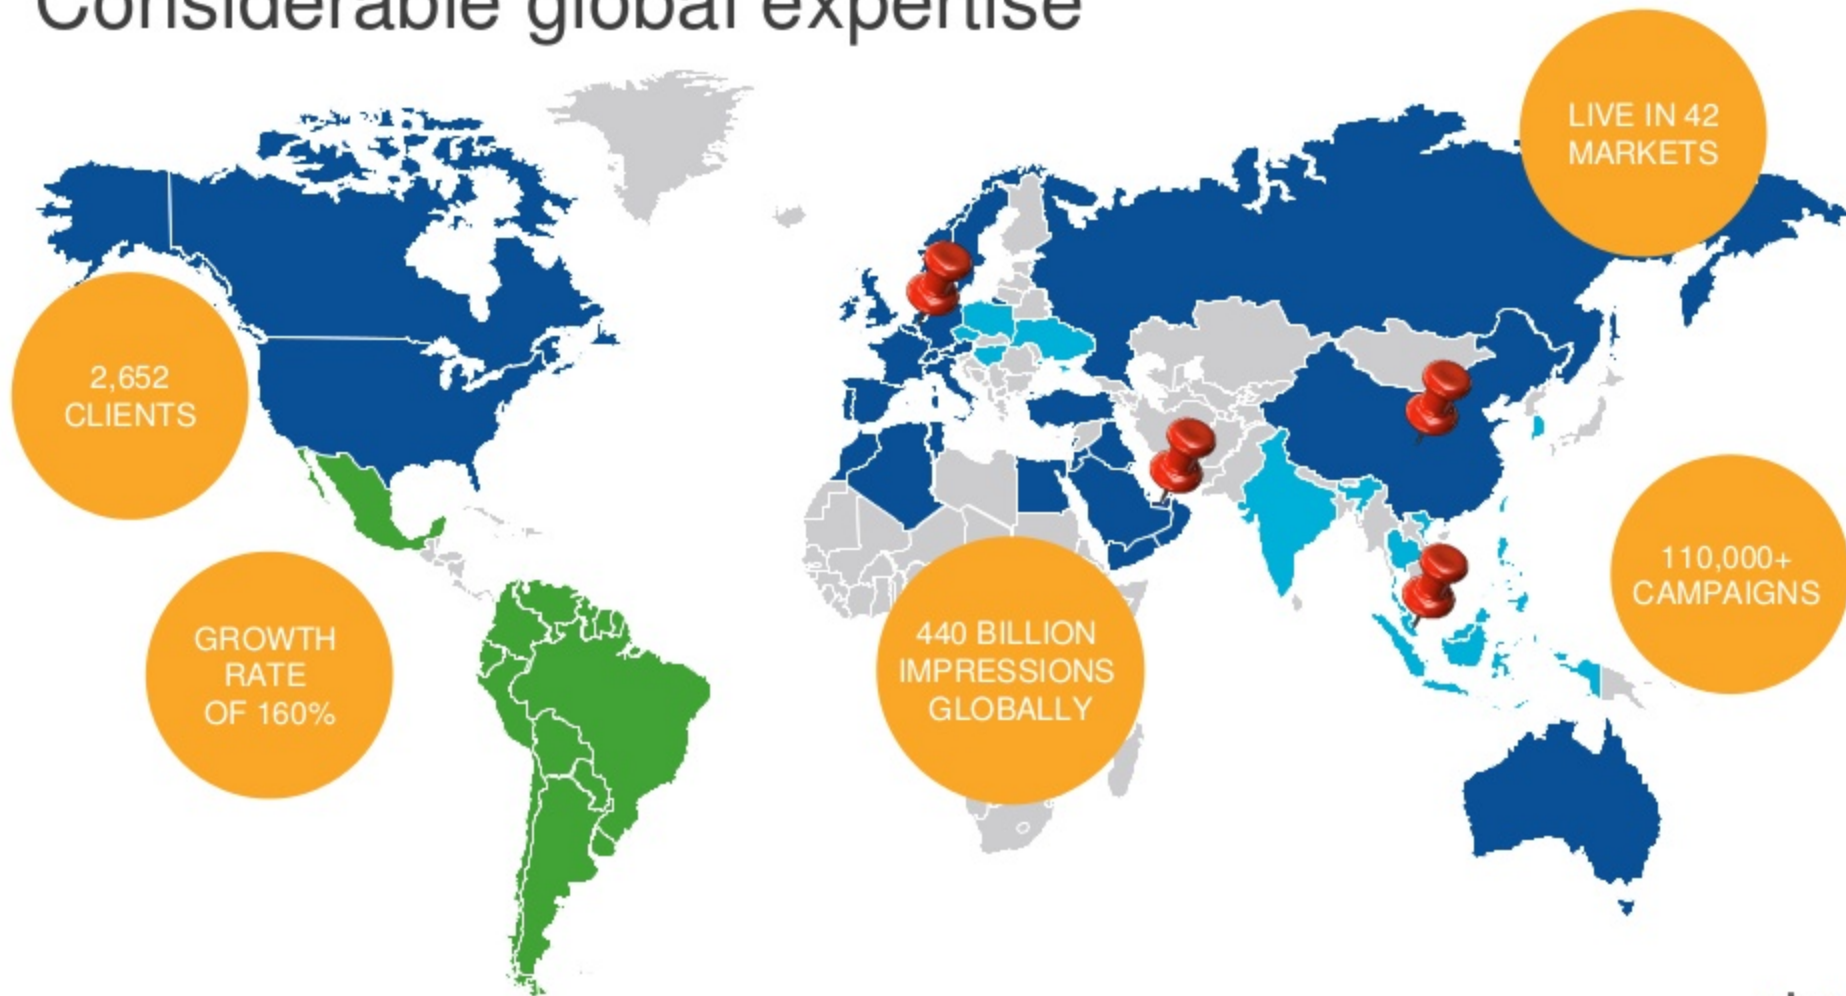 Considerable global expertise
LIVE IN 42
MARKETS
2,652
CLIENTS
110,000+
CAMPAIGNS
GROWTH
RATE
OF 160%
440 BILLION
IMPRESSIONS
GLOBALLY